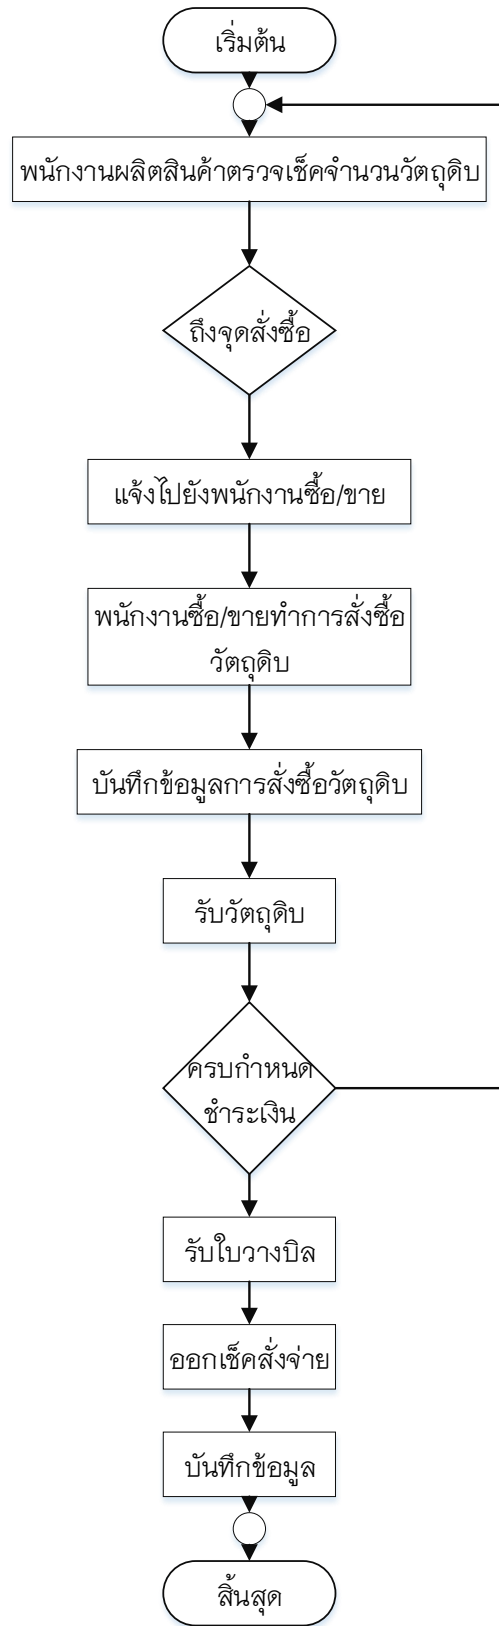 เริ่มต้น
พนักงานผลิตสินค้าตรวจเช็คจำนวนวัตถุดิบ
ถึงจุดสั่งซื้อ
แจ้งไปยังพนักงานซื้อ/ขาย
พนักงานซื้อ/ขายทำการสั่งซื้อ
วัตถุดิบ
บันทึกข้อมูลการสั่งซื้อวัตถุดิบ
รับวัตถุดิบ
ครบกำหนด
ชำระเงิน
รับใบวางบิล
ออกเช็คสั่งจ่าย
บันทึกข้อมูล
สิ้นสุด